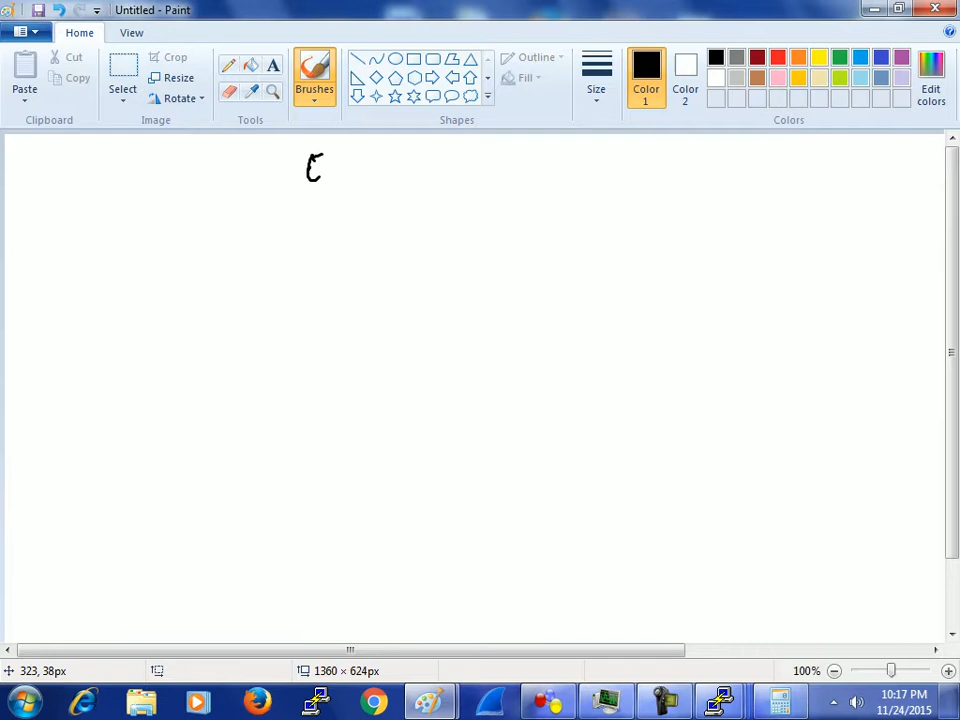 Untitled - Paint
Home View
Paste
Cut
Copy
Clipboard
Select
Crop
Resize
Rotate
Image
A
Tools
Brushes
Outline
Fill
Shapes
Size
Color 1
Color 2
Edit colors
Colors
323, 38px
1360 × 624px
100%
10:17 PM
11/24/2015